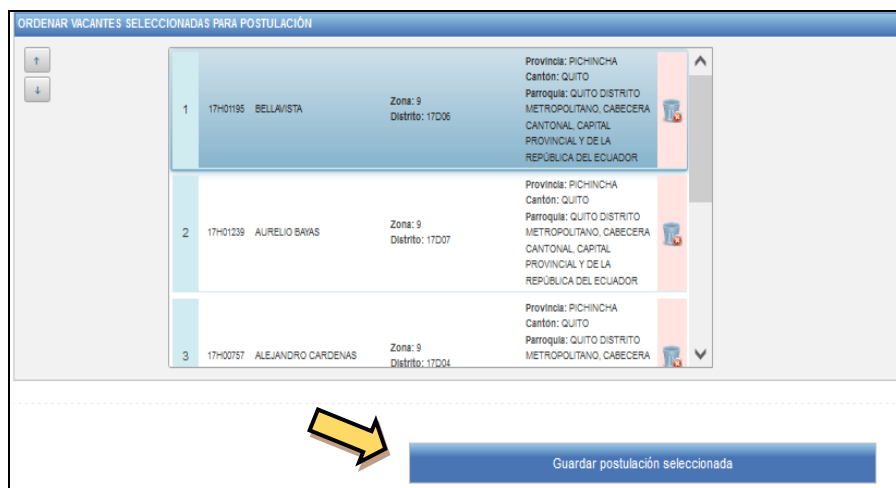 ORDENAR VACANTES SELECCIONADAS PARA POSTULACIÓN
1 17H01195 BELLAVISTA
Zona: 9
Distrito: 17D06
Provincia: PICHINCHA
Cantón: QUITO
Parroquia: QUITO DISTRITO
METROPOLITANO, CABECERA
CANTONAL, CAPITAL
PROVINCIAL Y DE LA
REPÚBLICA DEL ECUADOR
2 17H01239 AURELIO BAYAS
Zona: 9
Distrito: 17D07
Provincia: PICHINCHA
Cantón: QUITO
Parroquia: QUITO DISTRITO
METROPOLITANO, CABECERA
CANTONAL, CAPITAL
PROVINCIAL Y DE LA
REPÚBLICA DEL ECUADOR
3 17H00757 ALEJANDRO CARDENAS
Zona: 9
Distrito: 17D04
Provincia: PICHINCHA
Cantón: QUITO
Parroquia: QUITO DISTRITO
METROPOLITANO, CABECERA
Guardar postulación seleccionada